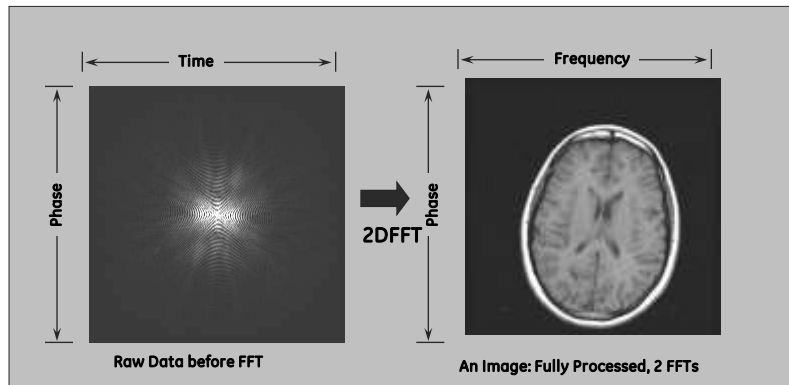 Time
Phase
Raw Data before FFT
2DFFT
Frequency
Phase
An Image: Fully Processed, 2 FFTs